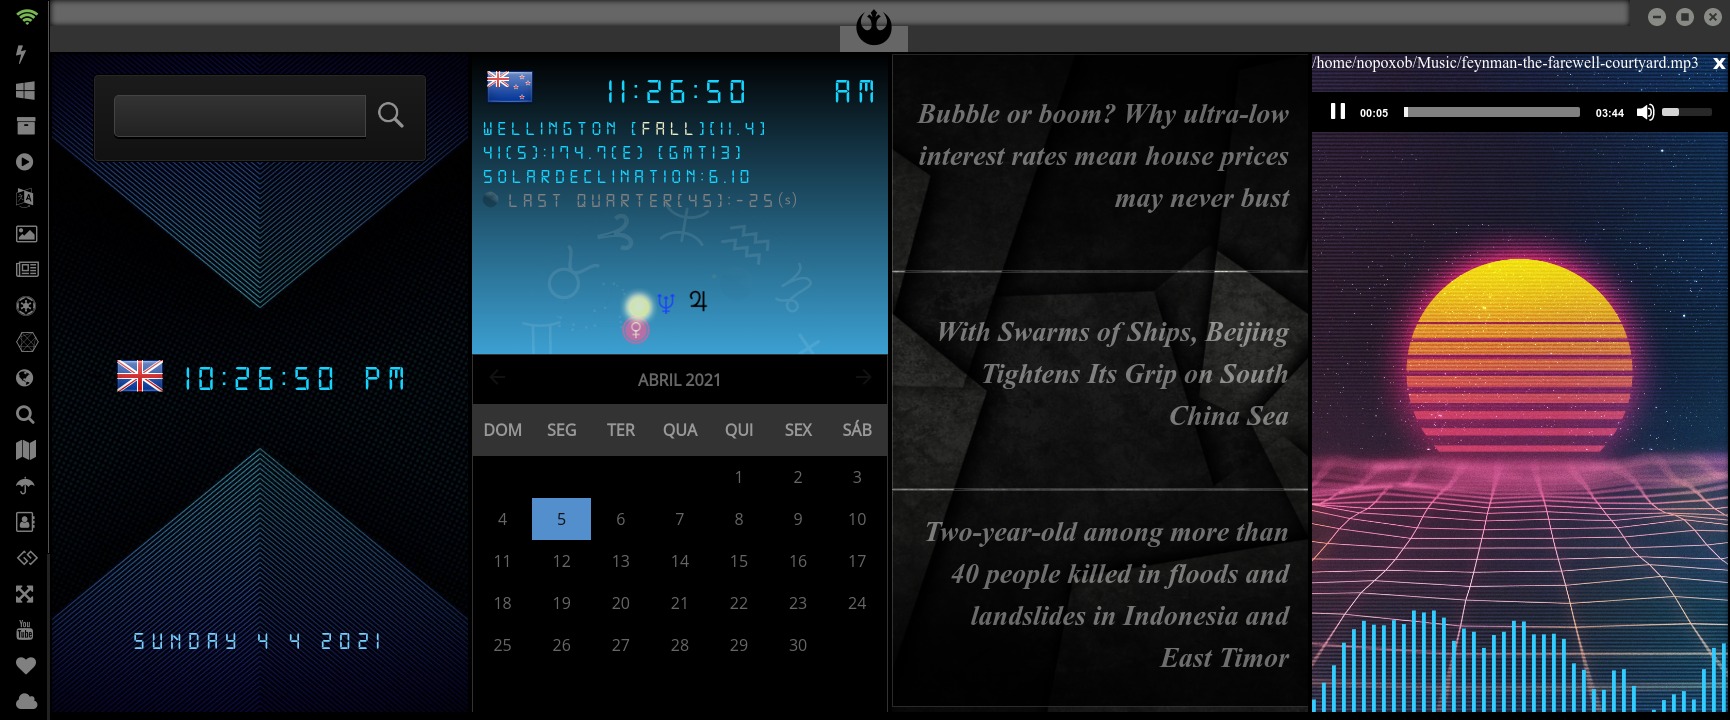 10:26:50 PM
SUNDAY 4 4 2021
11:26:50 AM
WELLINGTON [FALL][11.4]
41(S):174.7(E) [GMT13]
SOLARDECLINATION:6.10
LAST QUARTER[45]:-25(s)
ABRIL 2021
DOM SEG TER QUA QUI SEX SÁB
1 2 3
4 5 6 7 8 9 10
11 12 13 14 15 16 17
18 19 20 21 22 23 24
25 26 27 28 29 30
Bubble or boom? Why ultra-low
interest rates mean house prices
may never bust
With Swarms of Ships, Beijing
Tightens Its Grip on South
China Sea
Two-year-old among more than
40 people killed in floods and
landslides in Indonesia and
East Timor
/home/nopoxob/Music/feynman-the-farewell-courtyard.mp3 x
00:05 03:44
You
Tube